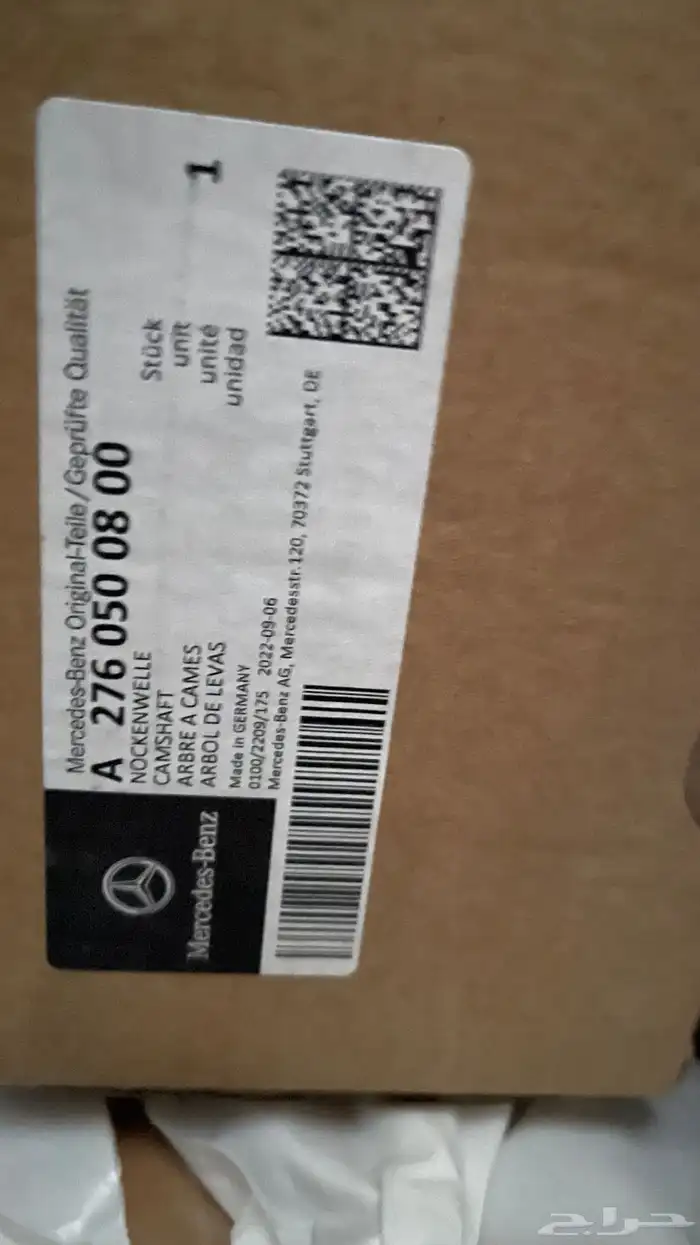 Mercedes-Benz Original-Teile/Geprüfte Qualität
A 276 050 08 00
NOCKENWELLE
CAMSHAFT
ARBRE A CAMES
ARBOL DE LEVAS
Stück
unit
unité
unidad
1
Made in GERMANY
0100/2209/175 2022-09-06
Mercedes-Benz AG, Mercedesstr.120, 70372 Stuttgart, DE
Mercedes-Benz
حراج